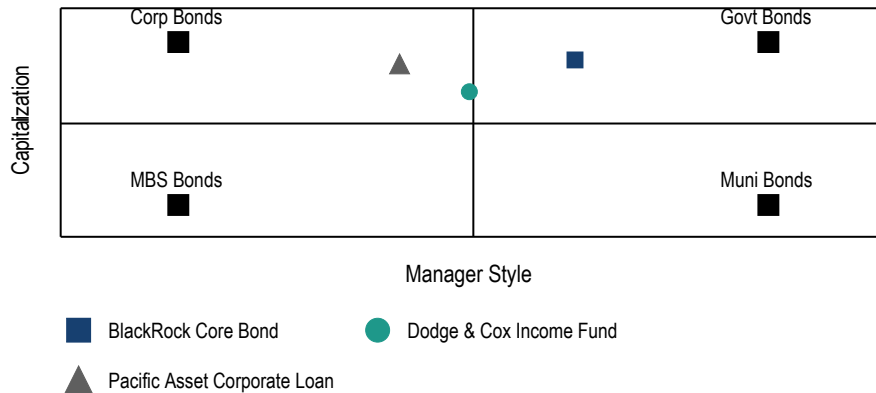 Corp Bonds
Govt Bonds
Capitalization
MBS Bonds
Muni Bonds
Manager Style
BlackRock Core Bond
Dodge & Cox Income Fund
Pacific Asset Corporate Loan